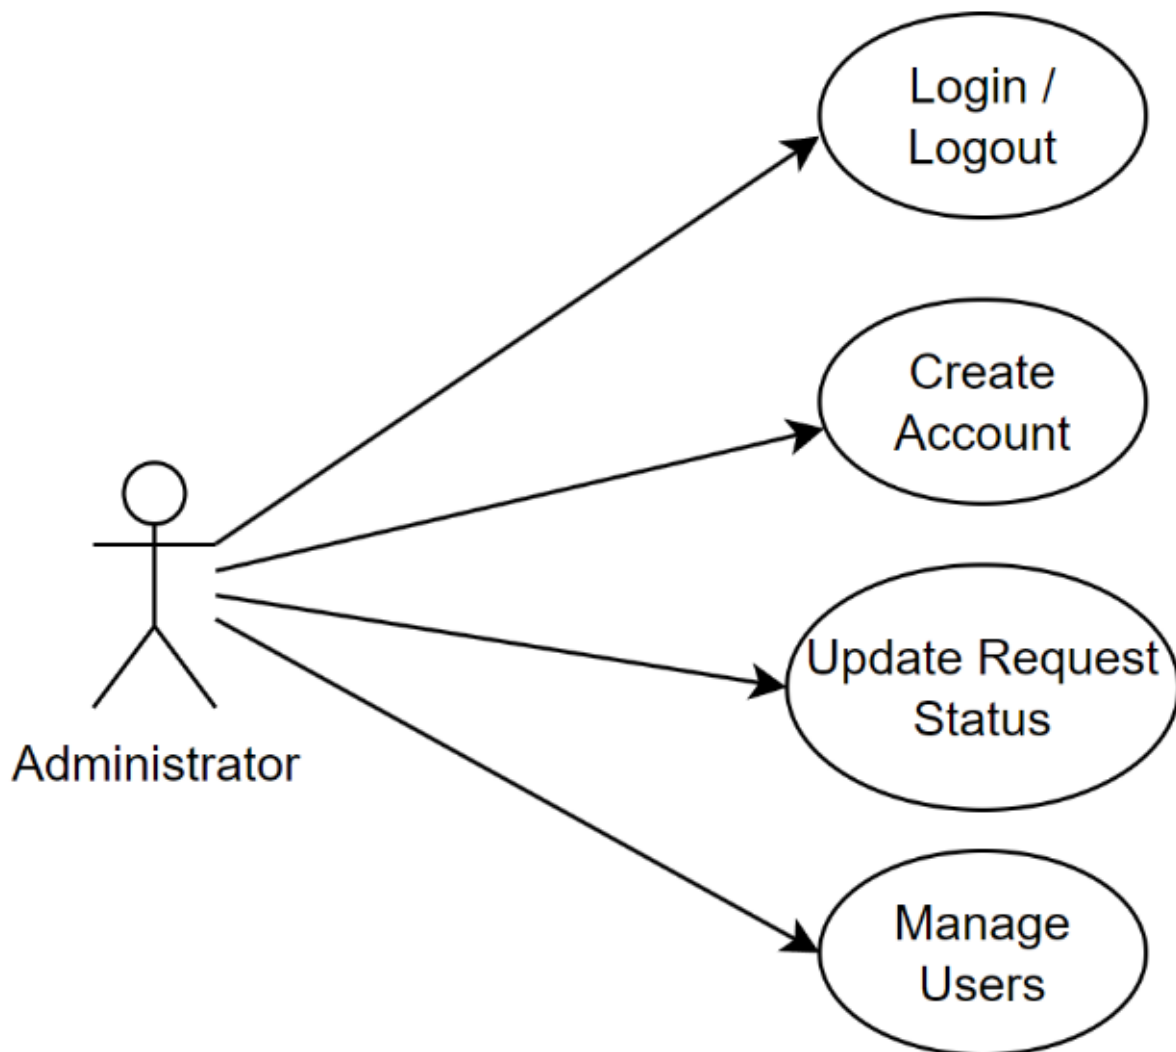 Login /
Logout
Create
Account
Update Request
Status
Administrator
Manage
Users